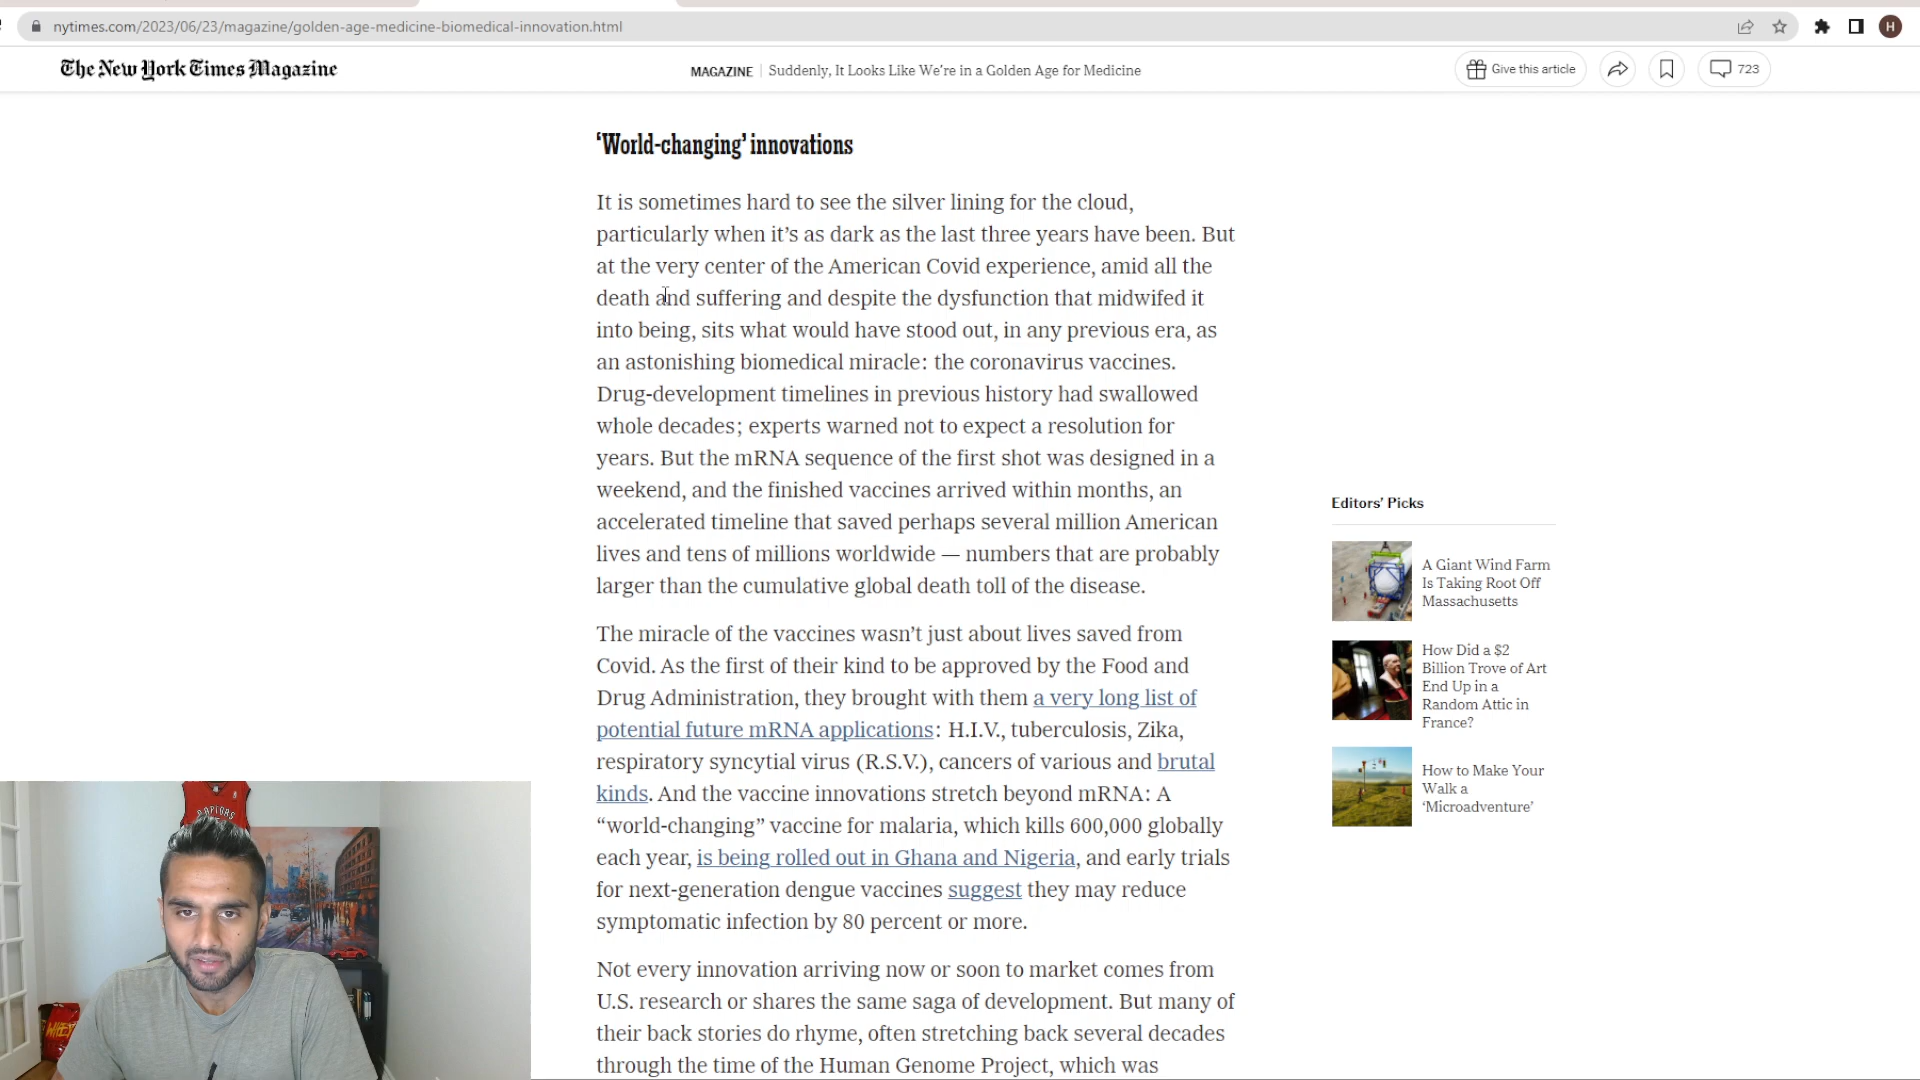 nytimes.com/2023/06/23/magazine/golden-age-medicine-biomedical-innovation.html
H
The New York Times Magazine
MAGAZINE | Suddenly, It Looks Like We're in a Golden Age for Medicine
Give this article
723
‘World-changing’ innovations
It is sometimes hard to see the silver lining for the cloud,
particularly when it’s as dark as the last three years have been. But
at the very center of the American Covid experience, amid all the
death and suffering and despite the dysfunction that midwifed it
into being, sits what would have stood out, in any previous era, as
an astonishing biomedical miracle: the coronavirus vaccines.
Drug-development timelines in previous history had swallowed
whole decades; experts warned not to expect a resolution for
years. But the mRNA sequence of the first shot was designed in a
weekend, and the finished vaccines arrived within months, an
accelerated timeline that saved perhaps several million American
lives and tens of millions worldwide — numbers that are probably
larger than the cumulative global death toll of the disease.
The miracle of the vaccines wasn’t just about lives saved from
Covid. As the first of their kind to be approved by the Food and
Drug Administration, they brought with them a very long list of
potential future mRNA applications: H.I.V., tuberculosis, Zika,
respiratory syncytial virus (R.S.V.), cancers of various and brutal
kinds. And the vaccine innovations stretch beyond mRNA: A
“world-changing” vaccine for malaria, which kills 600,000 globally
each year, is being rolled out in Ghana and Nigeria, and early trials
for next-generation dengue vaccines suggest they may reduce
symptomatic infection by 80 percent or more.
Not every innovation arriving now or soon to market comes from
U.S. research or shares the same saga of development. But many of
their back stories do rhyme, often stretching back several decades
through the time of the Human Genome Project, which was
Editors’ Picks
A Giant Wind Farm
Is Taking Root Off
Massachusetts
How Did a $2
Billion Trove of Art
End Up in a
Random Attic in
France?
How to Make Your
Walk a
‘Microadventure’
RAPTORS